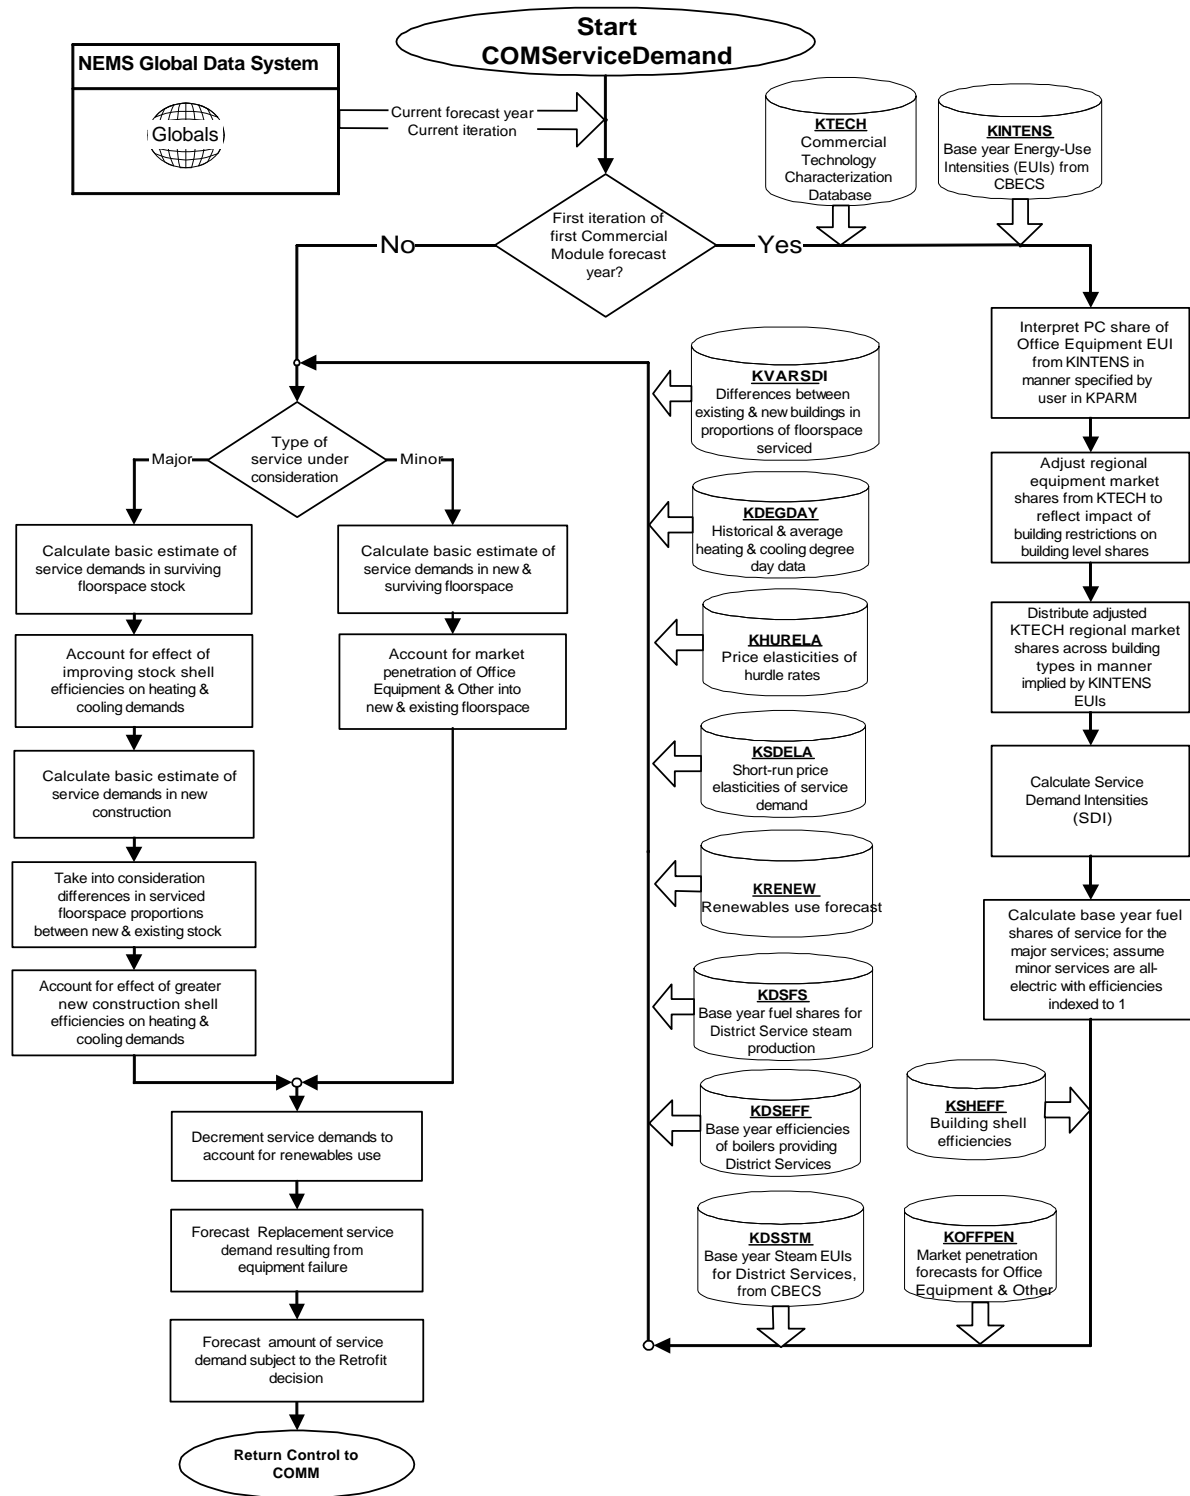 Start
COMServiceDemand
NEMS Global Data System
Globals
Current forecast year
Current iteration
KTECH
Commercial
Technology
Characterization
Database
KINTENS
Base year Energy-Use
Intensities (EUIs) from
CBECS
First iteration of
first Commercial
Module forecast
year?
No
Yes
Interpret PC share of
Office Equipment EUI
from KINTENS in
manner specified by
user in KPARM
Adjust regional
equipment market
shares from KTECH to
reflect impact of
building restrictions on
building level shares
Distribute adjusted
KTECH regional market
shares across building
types in manner
implied by KINTENS
EUIs
Calculate Service
Demand Intensities
(SDI)
Calculate base year fuel
shares of service for the
major services; assume
minor services are all-
electric with efficiencies
indexed to 1
KSHEFF
Building shell
efficiencies
KOFFPEN
Market penetration
forecasts for Office
Equipment & Other
KVARSDI
Differences between
existing & new buildings in
proportions of floorspace
serviced
KDEGDAY
Historical & average
heating & cooling degree
day data
KHURELA
Price elasticities of
hurdle rates
KSDELA
Short-run price
elasticities of service
demand
KRENEW
Renewables use forecast
KDSFS
Base year fuel shares for
District Service steam
production
KDSEFF
Base year efficiencies
of boilers providing
District Services
KDSSTM
Base year Steam EUIs
for District Services,
from CBECS
Type of
service under
consideration
Major
Minor
Calculate basic estimate of
service demands in surviving
floorspace stock
Account for effect of
improving stock shell
efficiencies on heating &
cooling demands
Calculate basic estimate of
service demands in new
construction
Take into consideration
differences in serviced
floorspace proportions
between new & existing stock
Account for effect of greater
new construction shell
efficiencies on heating &
cooling demands
Calculate basic estimate of
service demands in new &
surviving floorspace
Account for market
penetration of Office
Equipment & Other into
new & existing floorspace
Decrement service demands to
account for renewables use
Forecast Replacement service
demand resulting from
equipment failure
Forecast amount of service
demand subject to the Retrofit
decision
Return Control to
COMM